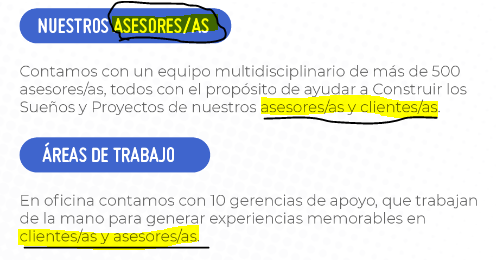 NUESTROS ASESORES/AS
Contamos con un equipo multidisciplinario de más de 500
asesores/as, todos con el propósito de ayudar a Construir los
Sueños y Proyectos de nuestros asesores/as y clientes/as.
ÁREAS DE TRABAJO
En oficina contamos con 10 gerencias de apoyo, que trabajan
de la mano para generar experiencias memorables en
clientes/as y asesores/as.